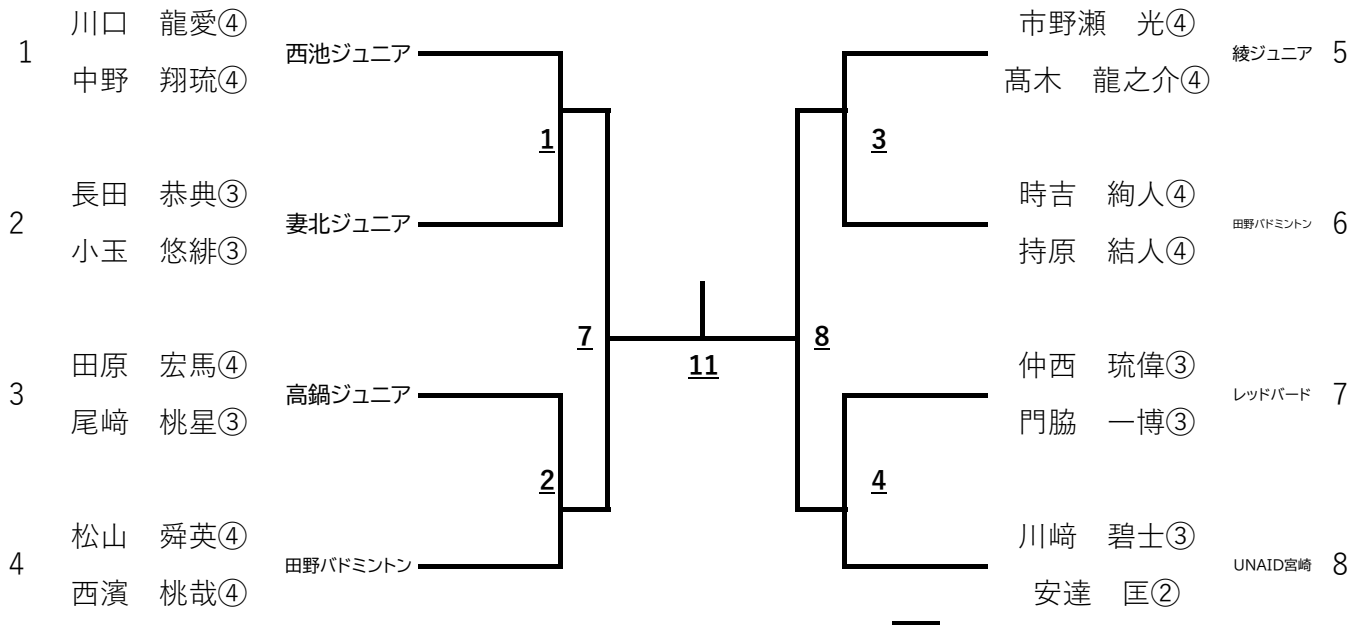 川口　龍愛④
1
西池ジュニア
中野　翔琉④
1
長田　恭典③
2
妻北ジュニア
小玉　悠緋③
7
田原　宏馬④
3
高鍋ジュニア
尾﨑　桃星③
2
松山　舜英④
4
田野バドミントン
西濱　桃哉④
11
市野瀬　光④
綾ジュニア
5
髙木　龍之介④
3
時吉　絢人④
田野バドミントン
6
持原　結人④
8
仲西　琉偉③
レッドバード
7
門脇　一博③
4
川﨑　碧士③
UNAID宮崎
8
安達　匡②